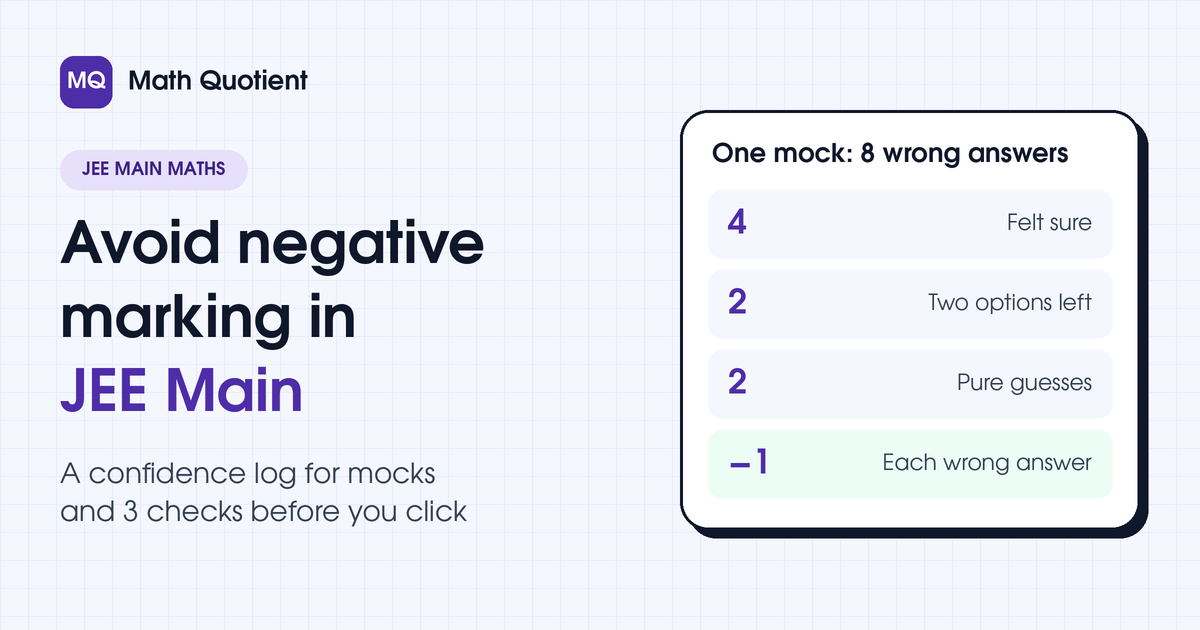 MQ
Math Quotient
JEE MAIN MATHS
Avoid negative
marking in
JEE Main
A confidence log for mocks
and 3 checks before you click
One mock: 8 wrong answers
4 Felt sure
2 Two options left
2 Pure guesses
–1 Each wrong answer